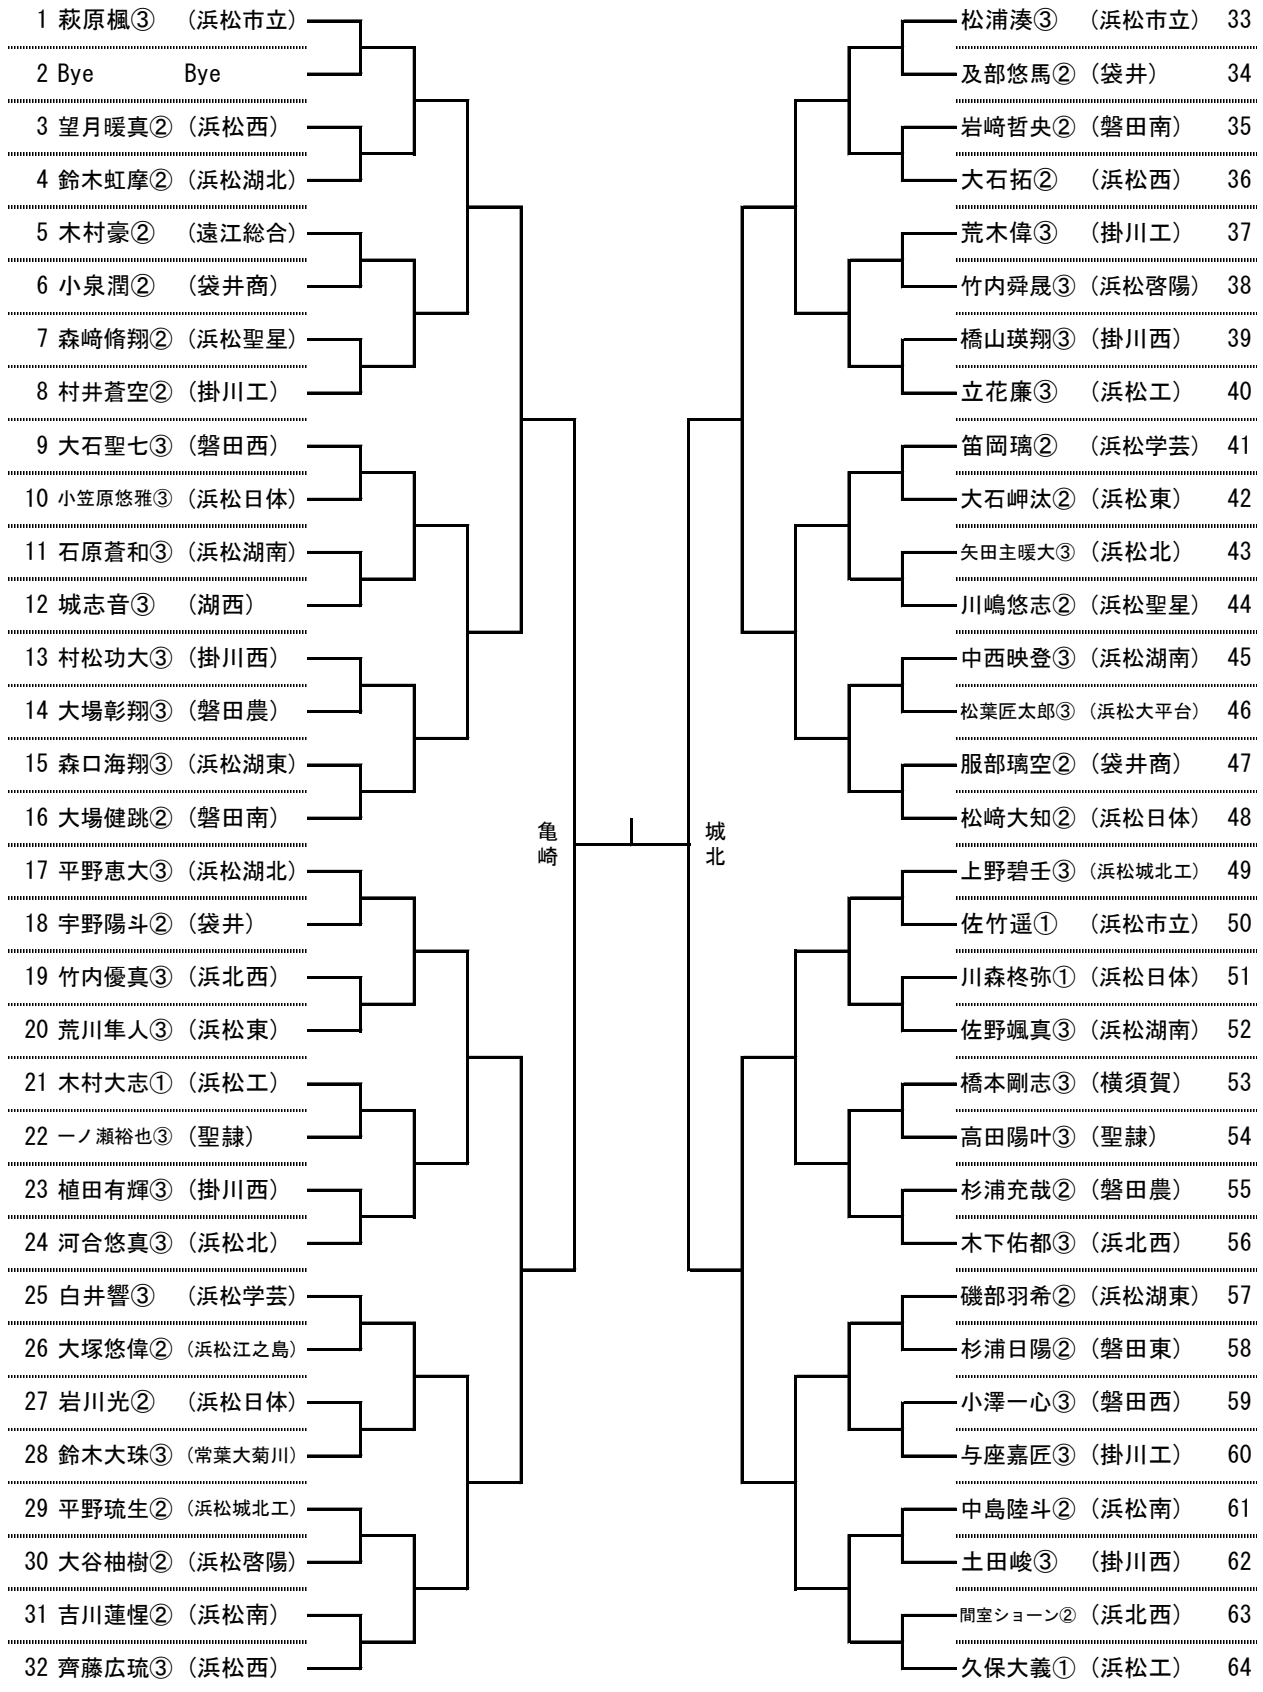 1 萩原楓③ (浜松市立)
2 Bye Bye
3 望月暖真② (浜松西)
4 鈴木虹摩② (浜松湖北)
5 木村豪② (遠江総合)
6 小泉潤② (袋井商)
7 森﨑脩翔② (浜松聖星)
8 村井蒼空② (掛川工)
9 大石聖七③ (磐田西)
10 小笠原悠雅③ (浜松日体)
11 石原蒼和③ (浜松湖南)
12 城志音③ (湖西)
13 村松功大③ (掛川西)
14 大場彰翔③ (磐田農)
15 森口海翔③ (浜松湖東)
16 大場健跳② (磐田南)
17 平野恵大③ (浜松湖北)
18 宇野陽斗② (袋井)
19 竹内優真③ (浜北西)
20 荒川隼人③ (浜松東)
21 木村大志① (浜松工)
22 一ノ瀬裕也③ (聖隷)
23 植田有輝③ (掛川西)
24 河合悠真③ (浜松北)
25 白井響③ (浜松学芸)
26 大塚悠偉② (浜松江之島)
27 岩川光② (浜松日体)
28 鈴木大珠③ (常葉大菊川)
29 平野琉生② (浜松城北工)
30 大谷柚樹② (浜松啓陽)
31 吉川蓮惺② (浜松南)
32 齊藤広琉③ (浜松西)
亀崎
城北
松浦湊③ (浜松市立) 33
及部悠馬② (袋井) 34
岩﨑哲央② (磐田南) 35
大石拓② (浜松西) 36
荒木偉③ (掛川工) 37
竹内舜晟③ (浜松啓陽) 38
橋山瑛翔③ (掛川西) 39
立花廉③ (浜松工) 40
笛岡璃② (浜松学芸) 41
大石岬汰② (浜松東) 42
矢田主暖大③ (浜松北) 43
川嶋悠志② (浜松聖星) 44
中西映登③ (浜松湖南) 45
松葉匠太郎③ (浜松大平台) 46
服部璃空② (袋井商) 47
松﨑大知② (浜松日体) 48
上野碧壬③ (浜松城北工) 49
佐竹遥① (浜松市立) 50
川森柊弥① (浜松日体) 51
佐野颯真③ (浜松湖南) 52
橋本剛志③ (横須賀) 53
高田陽叶③ (聖隷) 54
杉浦充哉② (磐田農) 55
木下佑都③ (浜北西) 56
磯部羽希② (浜松湖東) 57
杉浦日陽② (磐田東) 58
小澤一心③ (磐田西) 59
与座嘉匠③ (掛川工) 60
中島陸斗② (浜松南) 61
土田峻③ (掛川西) 62
間室ショーン② (浜北西) 63
久保大義① (浜松工) 64